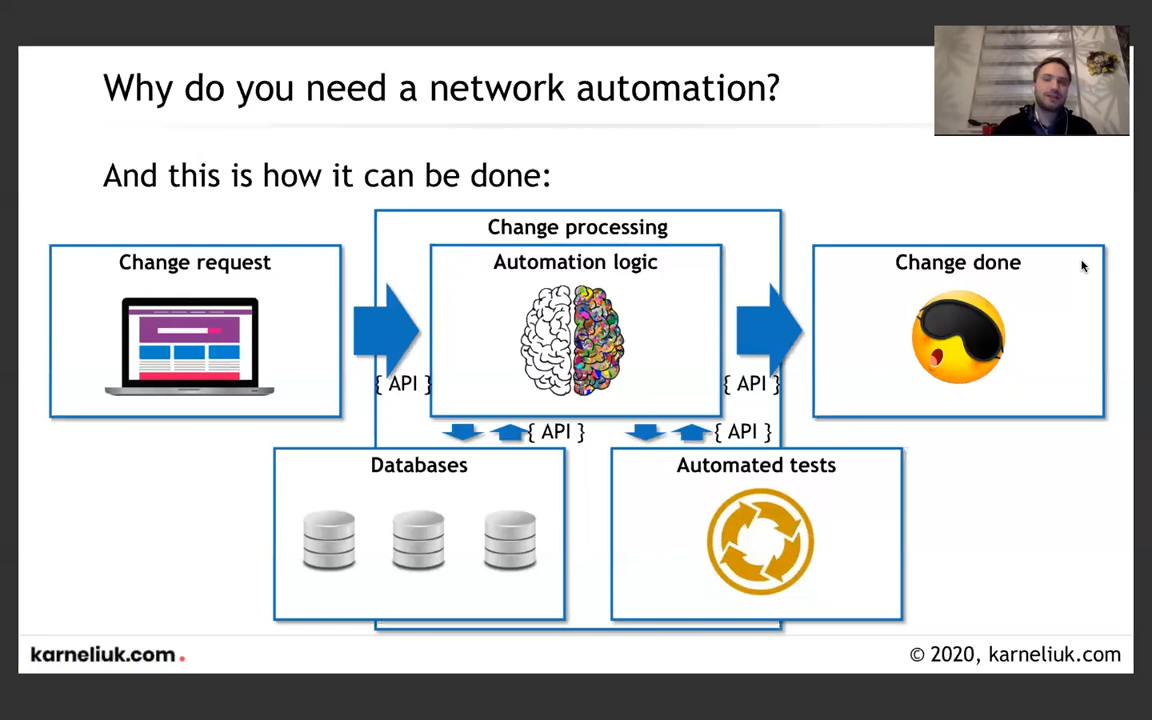 Why do you need a network automation?
And this is how it can be done:
Change processing
Change request
Automation logic
Change done
{ API }
{ API }
{ API }
{ API }
Databases
Automated tests
karneliuk.com.
© 2020, karneliuk.com